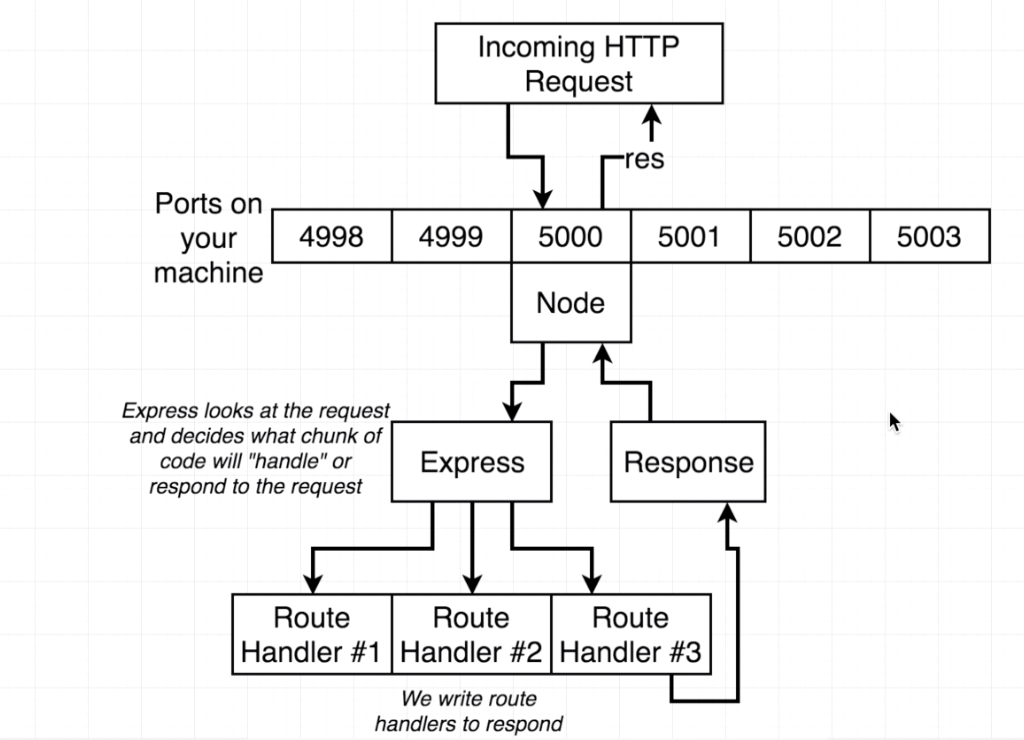 Incoming HTTP
Request
res
Ports on
your
machine
4998
4999
5000
5001
5002
5003
Node
Express looks at the request
and decides what chunk of
code will "handle" or
respond to the request
Express
Response
Route
Handler #1
Route
Handler #2
Route
Handler #3
We write route
handlers to respond